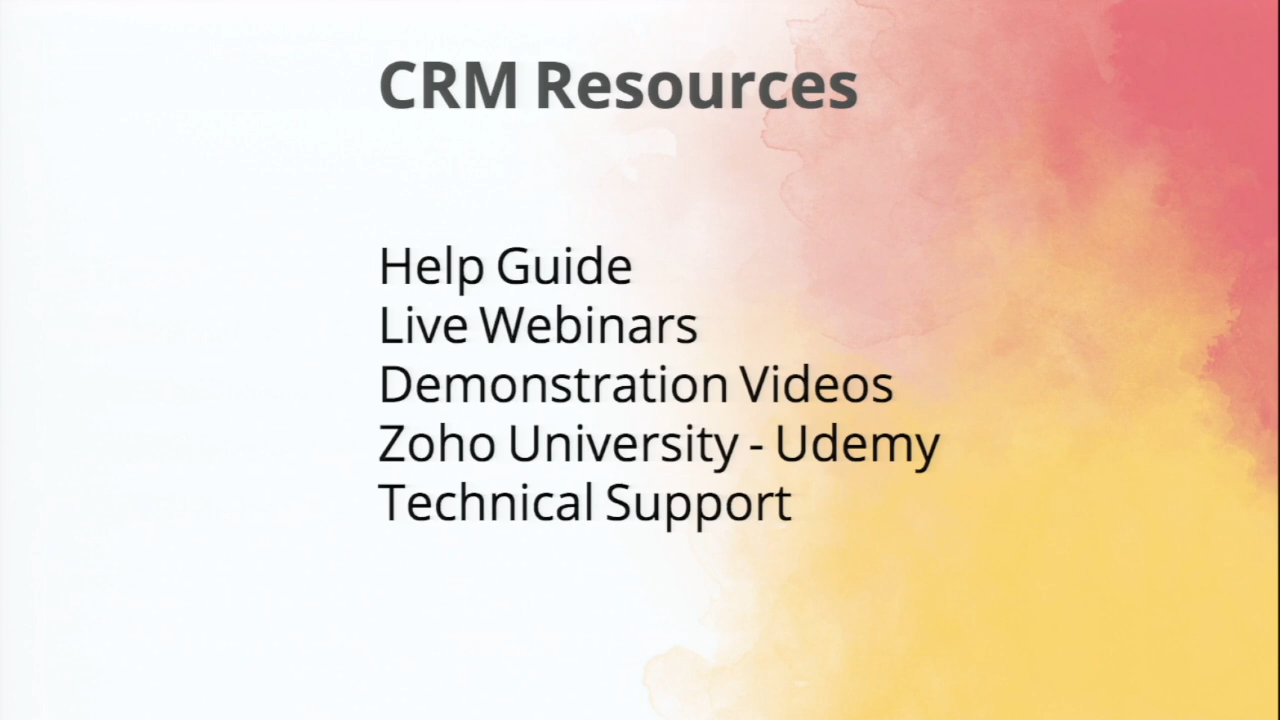 CRM Resources
Help Guide
Live Webinars
Demonstration Videos
Zoho University - Udemy
Technical Support